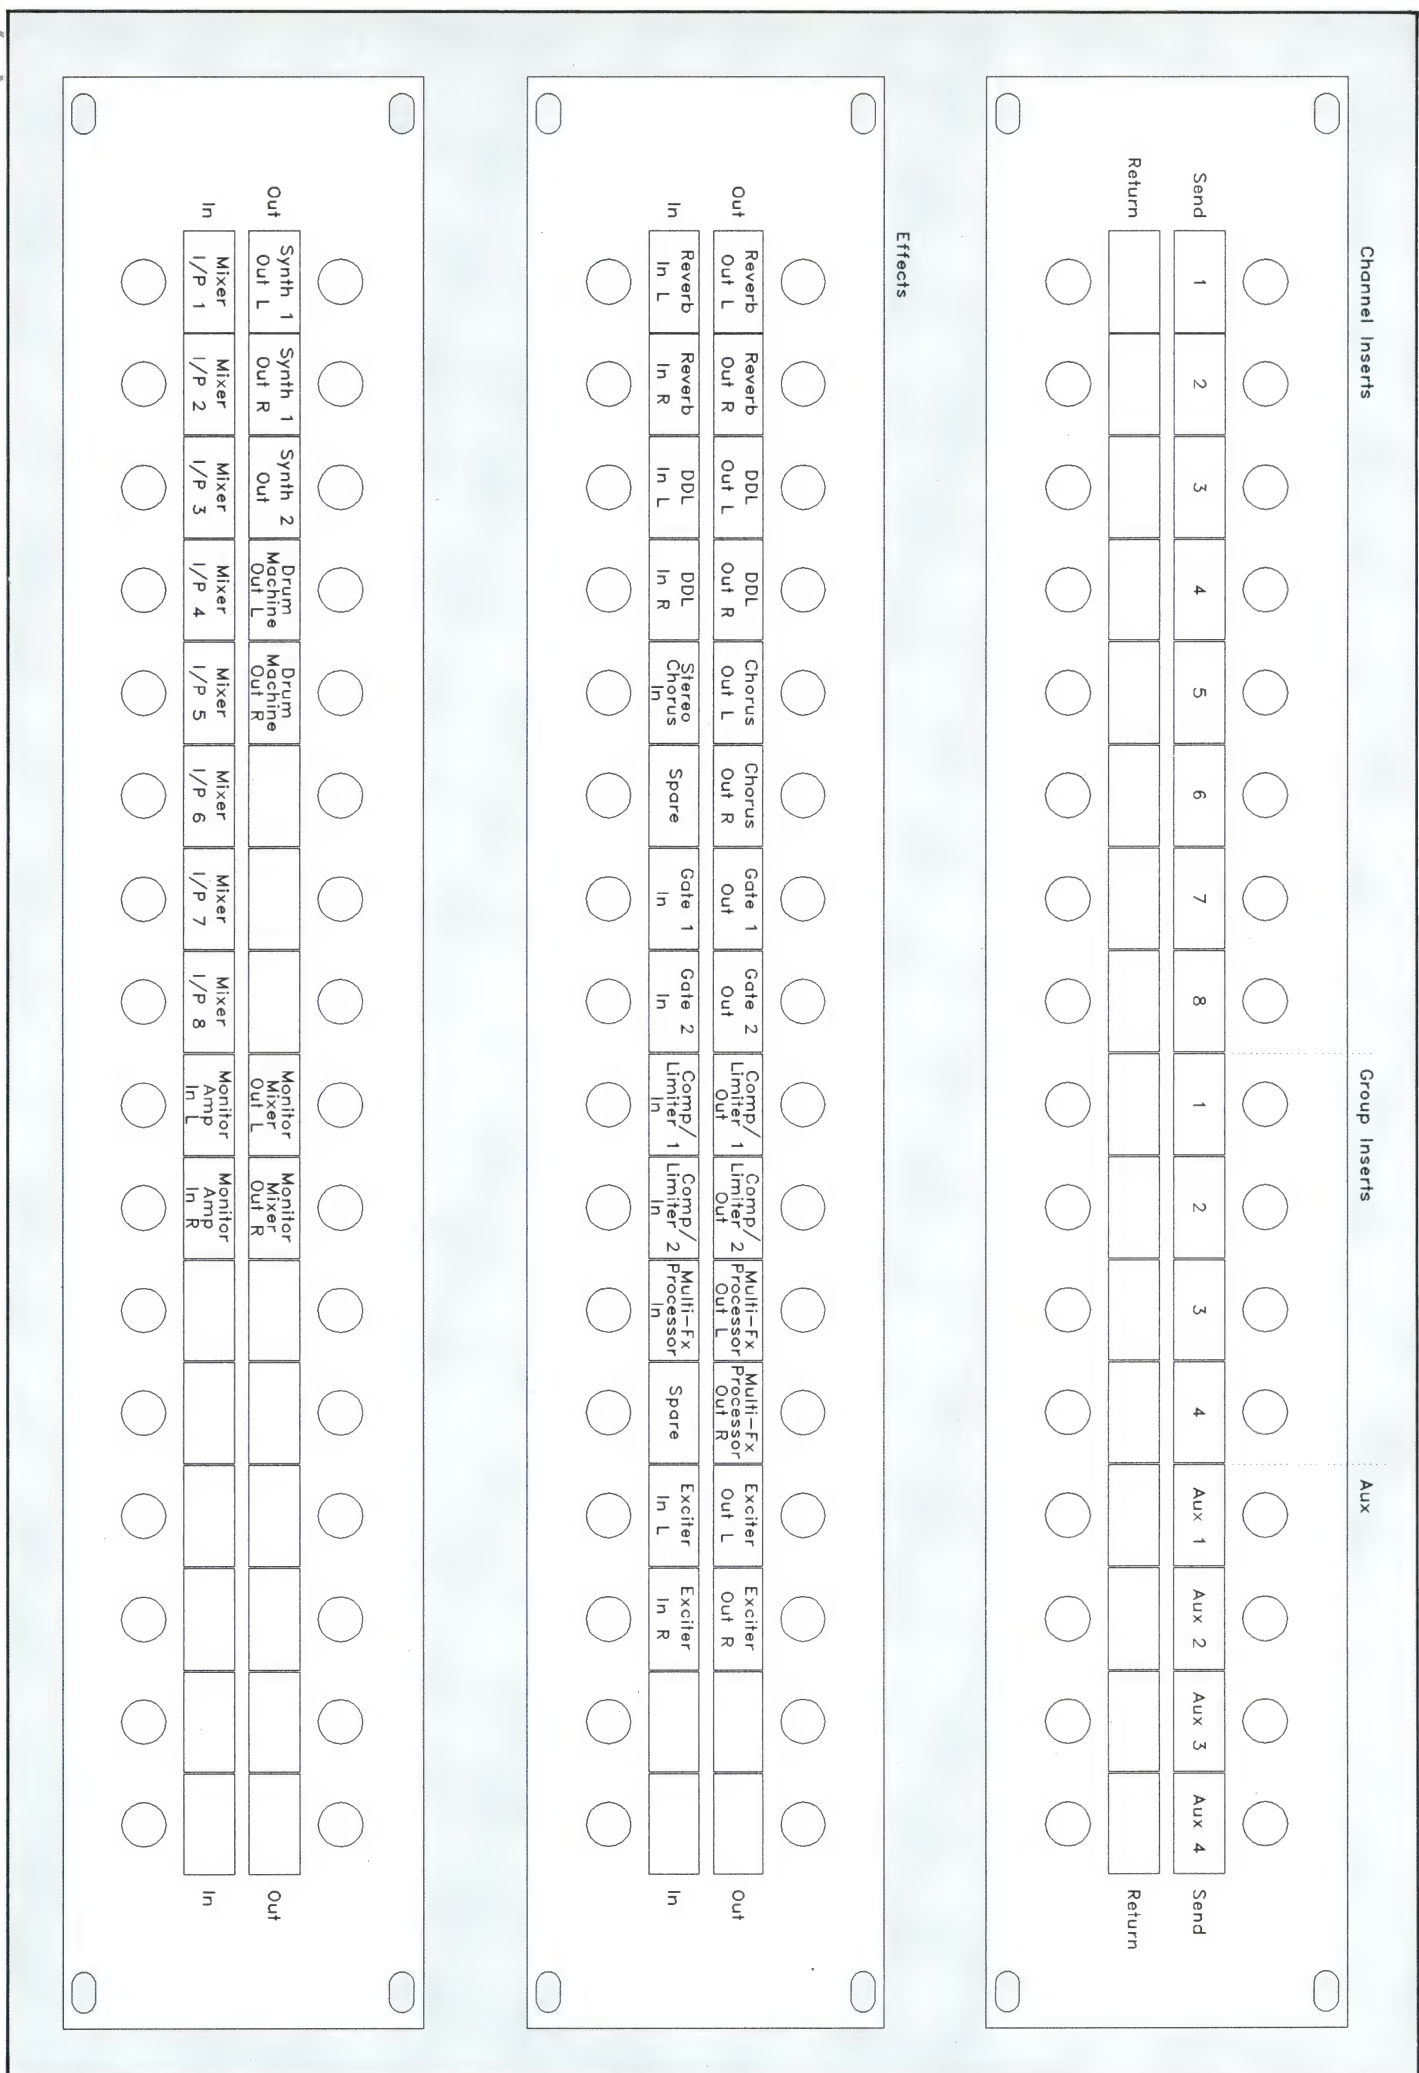 Channel Inserts
Group Inserts
Aux
Send
1
2
3
4
5
6
7
8
1
2
3
4
Aux 1
Aux 2
Aux 3
Aux 4
Send
Return
Return
Effects
Out
Reverb
Out L
Reverb
Out R
DDL
Out L
DDL
Out R
Chorus
Out L
Chorus
Out R
Gate 1
Out
Gate 2
Out
Comp/
Limiter 1
Out
Comp/
Limiter 2
Out
Multi-Fx
Processor
Out L
Multi-Fx
Processor
Out R
Exciter
Out L
Exciter
Out R
Out
In
Reverb
In L
Reverb
In R
DDL
In L
DDL
In R
Stereo
Chorus
In
Spare
Gate 1
In
Gate 2
In
Comp/
Limiter 1
In
Comp/
Limiter 2
In
Multi-Fx
Processor
In
Spare
Exciter
In L
Exciter
In R
In
Out
Synth 1
Out L
Synth 1
Out R
Synth 2
Out
Drum
Machine
Out L
Drum
Machine
Out R
Monitor
Mixer
Out L
Monitor
Mixer
Out R
Out
In
Mixer
I/P 1
Mixer
I/P 2
Mixer
I/P 3
Mixer
I/P 4
Mixer
I/P 5
Mixer
I/P 6
Mixer
I/P 7
Mixer
I/P 8
Monitor
Amp
In L
Monitor
Amp
In R
In